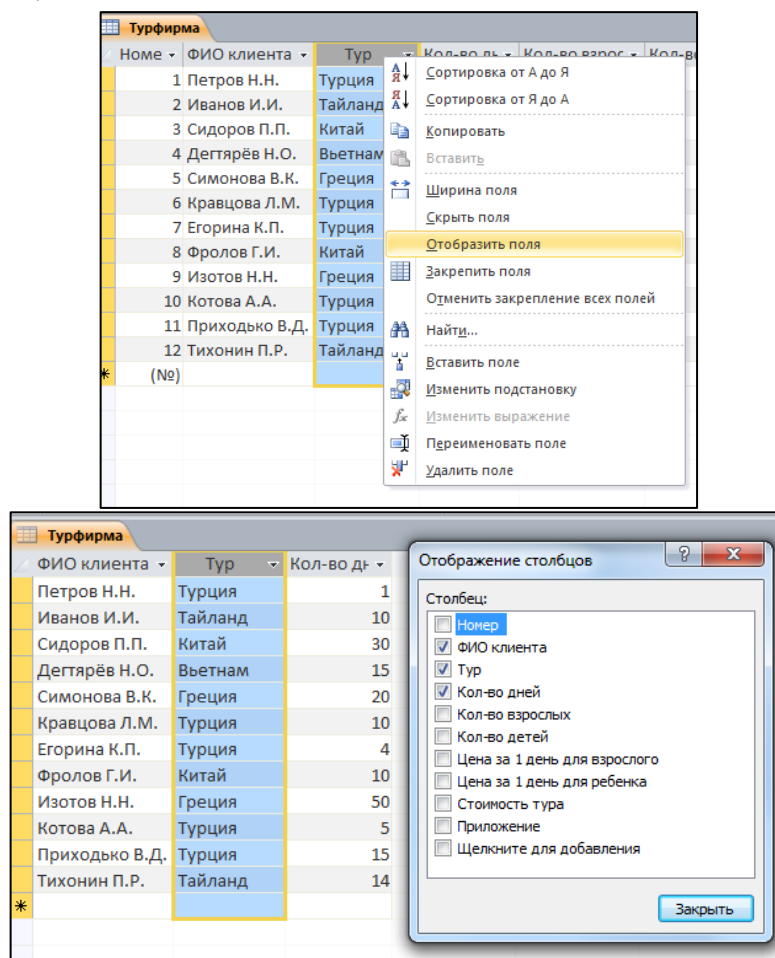 Турфирма
Номе ФИО клиента Тур Кол-во дь Кол-во взрос Кол-в
1 Петров Н.Н. Турция
2 Иванов И.И. Тайланд
3 Сидоров П.П. Китай
4 Дегтярёв Н.О. Вьетнам
5 Симонова В.К. Греция
6 Кравцова Л.М. Турция
7 Егорина К.П. Турция
8 Фролов Г.И. Китай
9 Изотов Н.Н. Греция
10 Котова А.А. Турция
11 Приходько В.Д. Турция
12 Тихонин П.Р. Тайланд
(№)
Сортировка от А до Я
Сортировка от Я до А
Копировать
Вставить
Ширина поля
Скрыть поля
Отобразить поля
Закрепить поля
Отменить закрепление всех полей
Найти...
Вставить поле
Изменить подстановку
Изменить выражение
Переименовать поле
Удалить поле
Турфирма
ФИО клиента Тур Кол-во дн
Петров Н.Н. Турция 1
Иванов И.И. Тайланд 10
Сидоров П.П. Китай 30
Дегтярёв Н.О. Вьетнам 15
Симонова В.К. Греция 20
Кравцова Л.М. Турция 10
Егорина К.П. Турция 4
Фролов Г.И. Китай 10
Изотов Н.Н. Греция 50
Котова А.А. Турция 5
Приходько В.Д. Турция 15
Тихонин П.Р. Тайланд 14
Отображение столбцов
Столбец:
Номер
ФИО клиента
Тур
Кол-во дней
Кол-во взрослых
Кол-во детей
Цена за 1 день для взрослого
Цена за 1 день для ребенка
Стоимость тура
Приложение
Щелкните для добавления
Закрыть